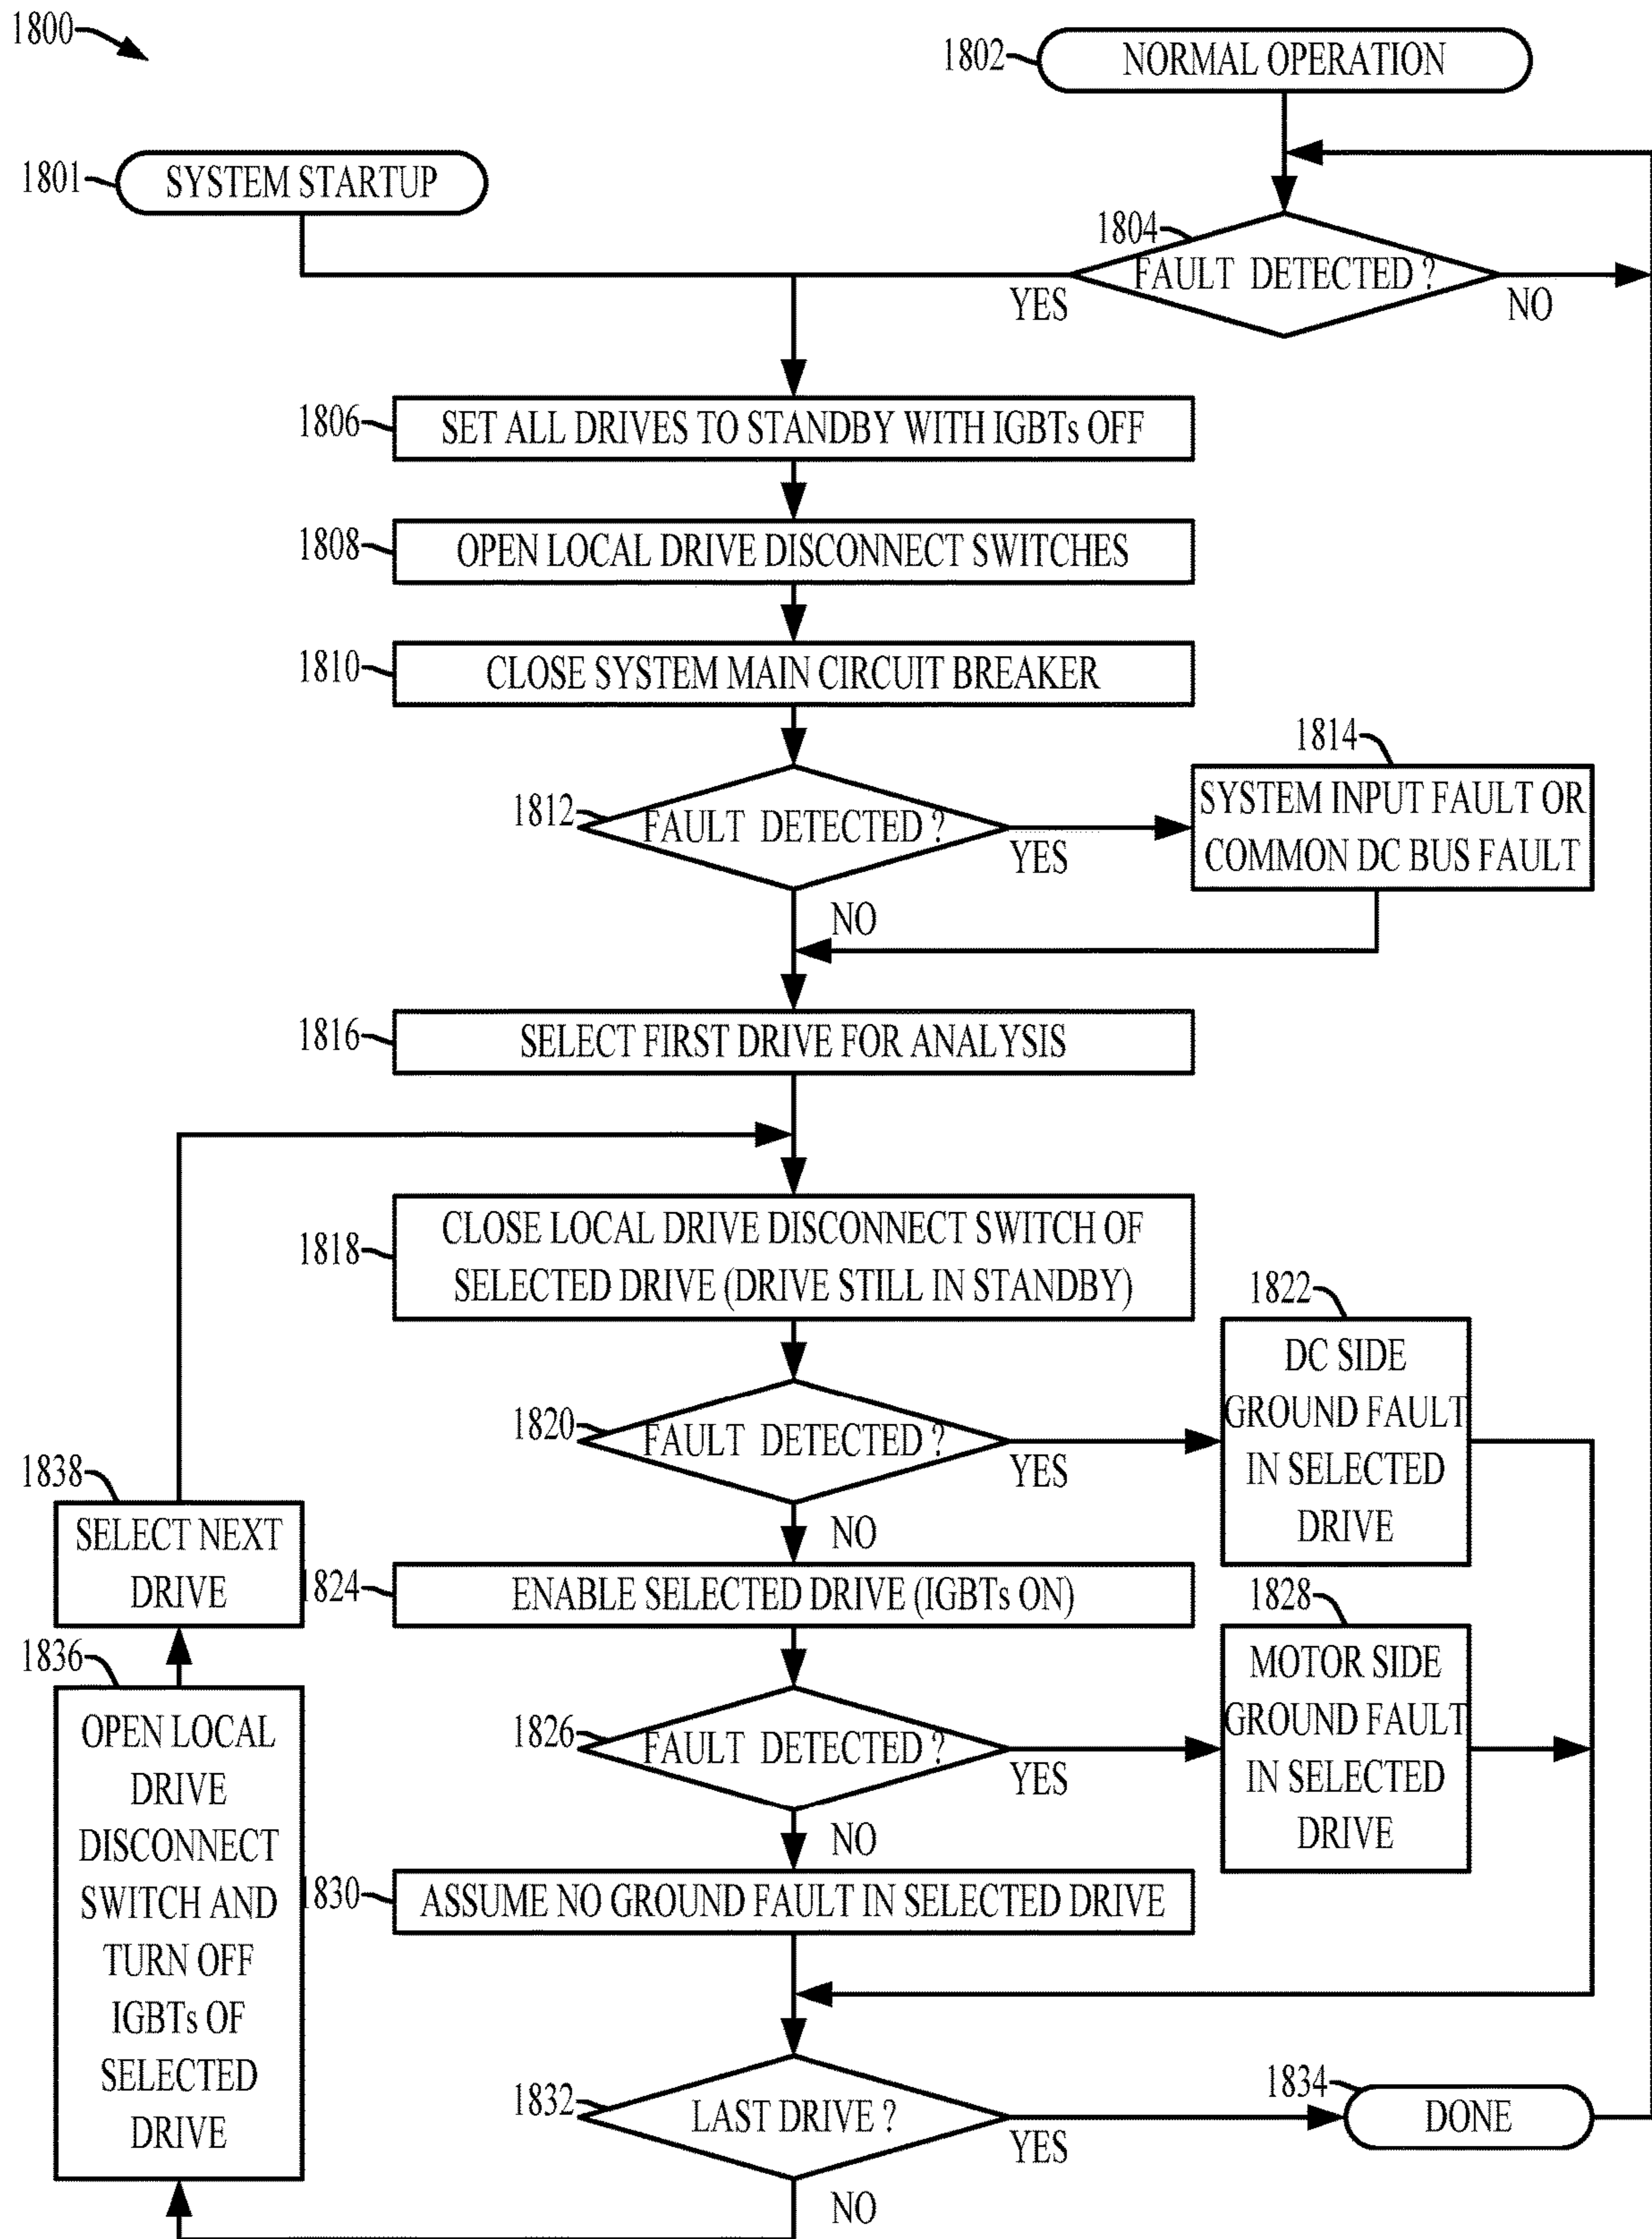 1800
1802
NORMAL OPERATION
1801
SYSTEM STARTUP
1804
FAULT DETECTED ?
YES
NO
1806
SET ALL DRIVES TO STANDBY WITH IGBTs OFF
1808
OPEN LOCAL DRIVE DISCONNECT SWITCHES
1810
CLOSE SYSTEM MAIN CIRCUIT BREAKER
1812
FAULT DETECTED ?
YES
NO
1814
SYSTEM INPUT FAULT OR
COMMON DC BUS FAULT
1816
SELECT FIRST DRIVE FOR ANALYSIS
1818
CLOSE LOCAL DRIVE DISCONNECT SWITCH OF
SELECTED DRIVE (DRIVE STILL IN STANDBY)
1820
FAULT DETECTED ?
YES
NO
1822
DC SIDE
GROUND FAULT
IN SELECTED
DRIVE
1824
ENABLE SELECTED DRIVE (IGBTs ON)
1826
FAULT DETECTED ?
YES
NO
1828
MOTOR SIDE
GROUND FAULT
IN SELECTED
DRIVE
1830
ASSUME NO GROUND FAULT IN SELECTED DRIVE
1832
LAST DRIVE ?
YES
NO
1834
DONE
1836
OPEN LOCAL
DRIVE
DISCONNECT
SWITCH AND
TURN OFF
IGBTs OF
SELECTED
DRIVE
1838
SELECT NEXT
DRIVE